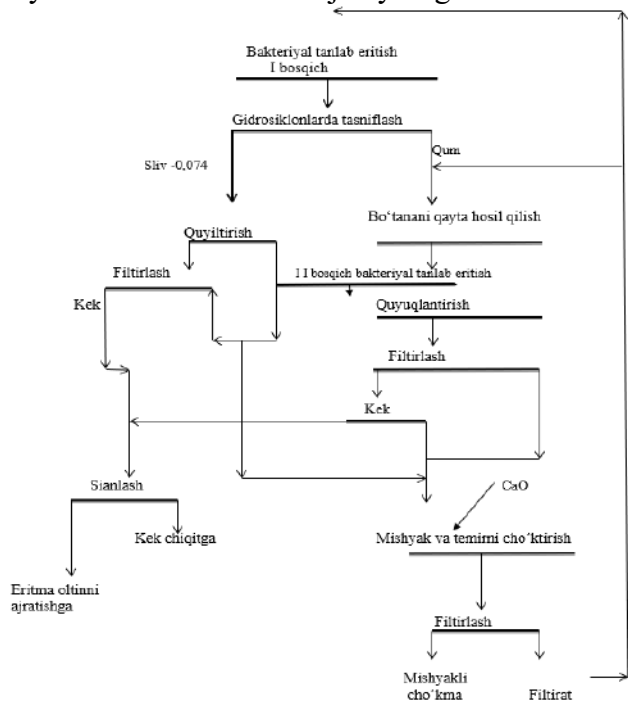 Bakteriyal tanlab eritish
I bosqich
Gidrosiklonlarda tasniflash
Qum
Sliv -0,074
Bo‘tanani qayta hosil qilish
Quyiltirish
Filtirlash
I I bosqich bakteriyal tanlab eritish
Kek
Quyuqlantirish
Filtirlash
Kek
Sianlash
CaO
Kek chiqitga
Mishyak va temirni cho‘ktirish
Eritma oltinni
ajratishga
Filtirlash
Mishyakli
cho‘kma
Filtirat